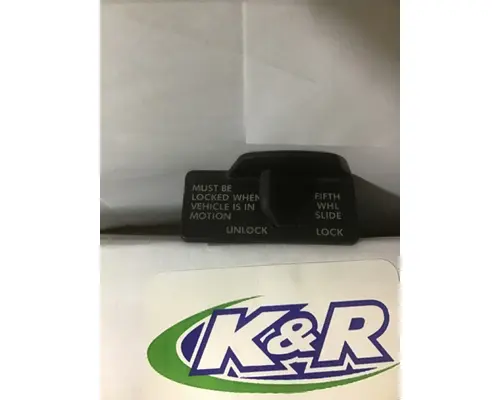 MUST BE
LOCKED WHEN
VEHICLE IS IN
MOTION
FIFTH
WHL
SLIDE
UNLOCK
LOCK
K&R